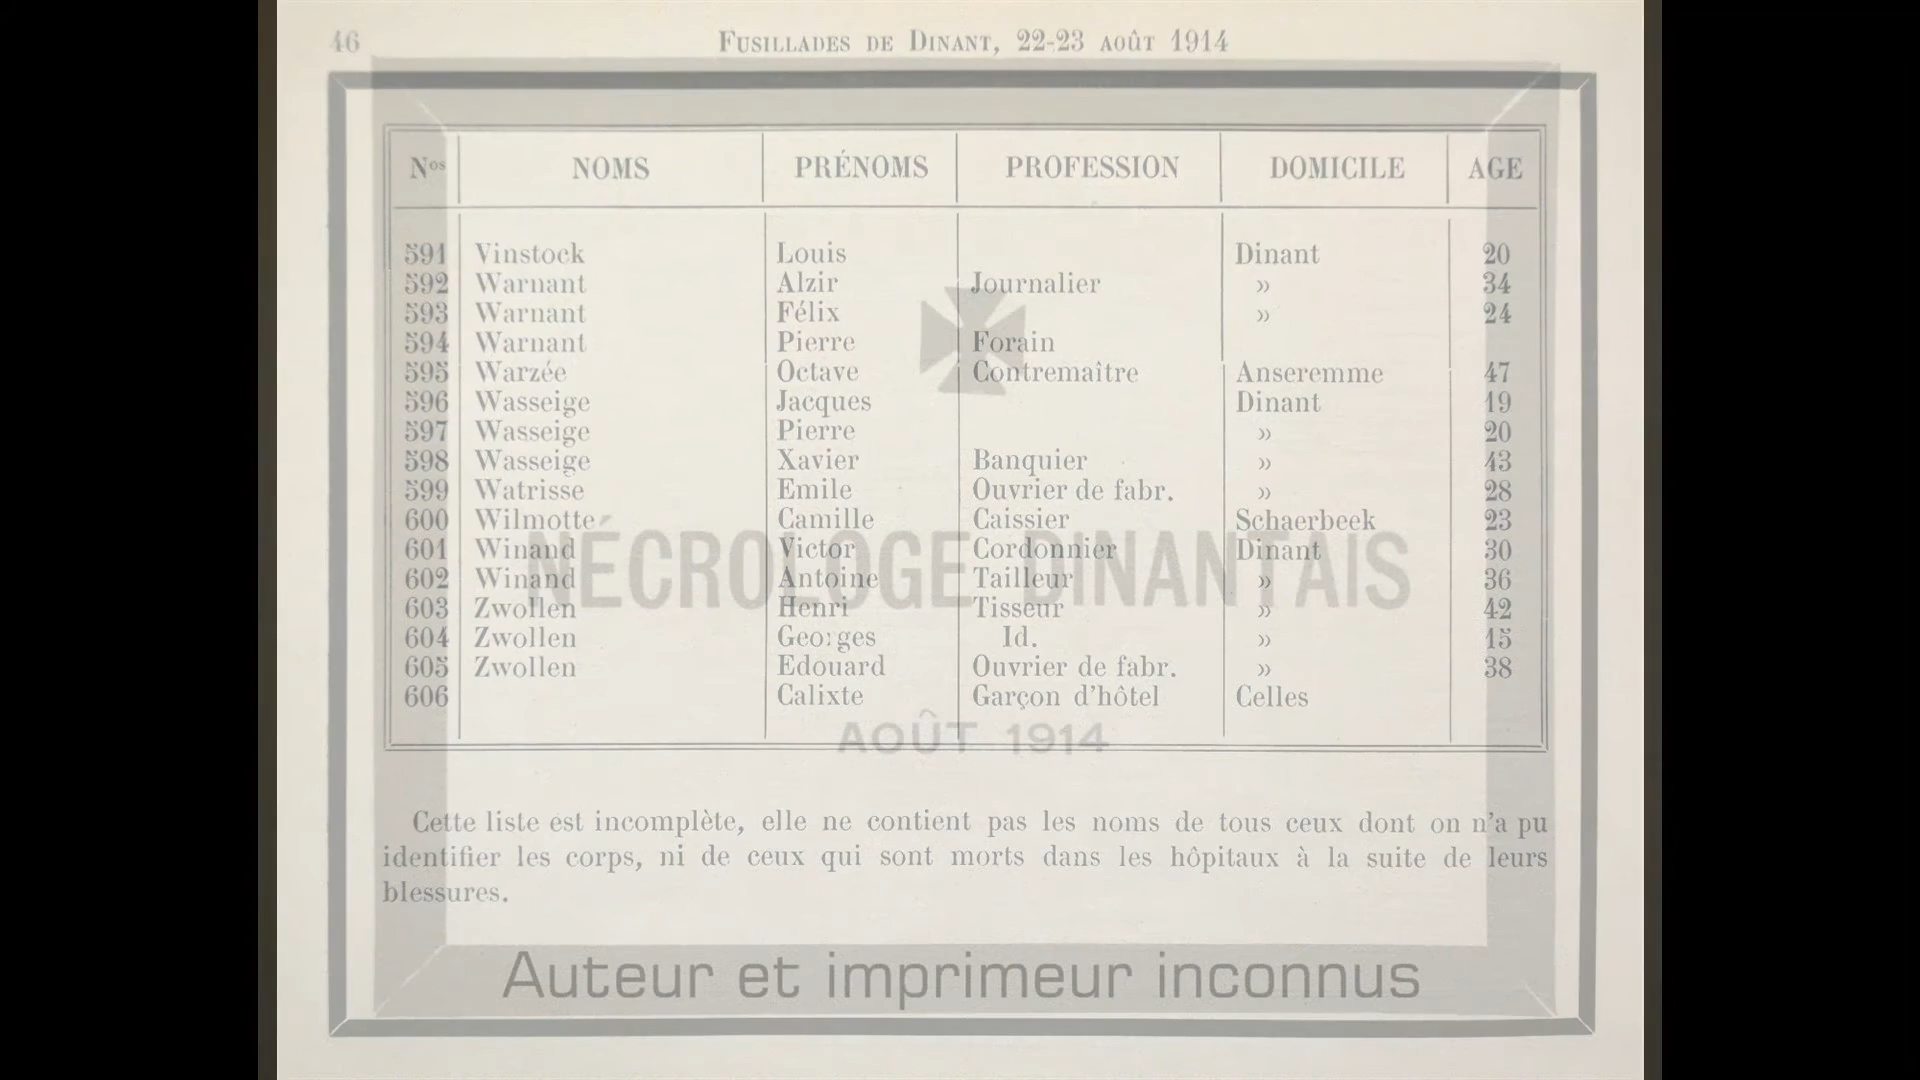 46 FUSILLADES DE DINANT, 22-23 AOÛT 1914
Nos NOMS PRÉNOMS PROFESSION DOMICILE AGE
591 Vinstock Louis Dinant 20
592 Warnant Alzir Journalier » 34
593 Warnant Félix » 24
594 Warnant Pierre Forain
595 Warzée Octave Contremaître Anseremme 47
596 Wasseige Jacques Dinant 19
597 Wasseige Pierre » 20
598 Wasseige Xavier Banquier » 43
599 Watrisse Emile Ouvrier de fabr. » 28
600 Wilmotte Camille Caissier Schaerbeek 23
601 Winand Victor Cordonnier Dinant 30
NÉCROLOGE DINANTAIS
602 Winand Antoine Tailleur » 36
603 Zwollen Henri Tisseur » 42
604 Zwollen Georges Id. » 15
605 Zwollen Edouard Ouvrier de fabr. » 38
606 Calixte Garçon d'hôtel Celles
AOÛT 1914
Cette liste est incomplète, elle ne contient pas les noms de tous ceux dont on n'a pu
identifier les corps, ni de ceux qui sont morts dans les hôpitaux à la suite de leurs
blessures.
Auteur et imprimeur inconnus